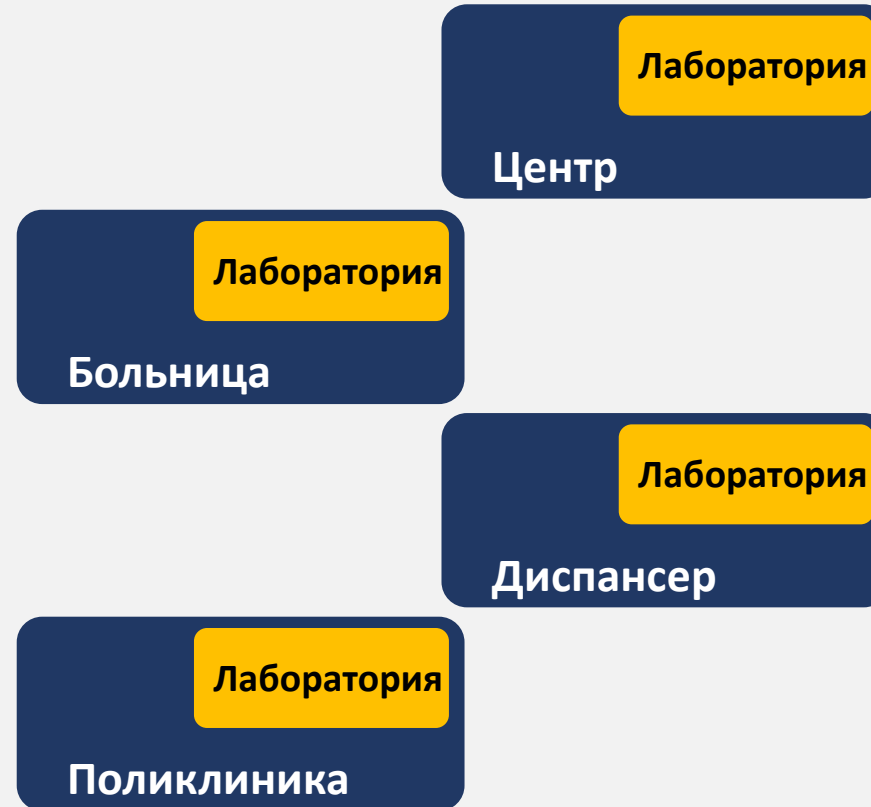 Лаборатория
Центр
Лаборатория
Больница
Лаборатория
Диспансер
Лаборатория
Поликлиника